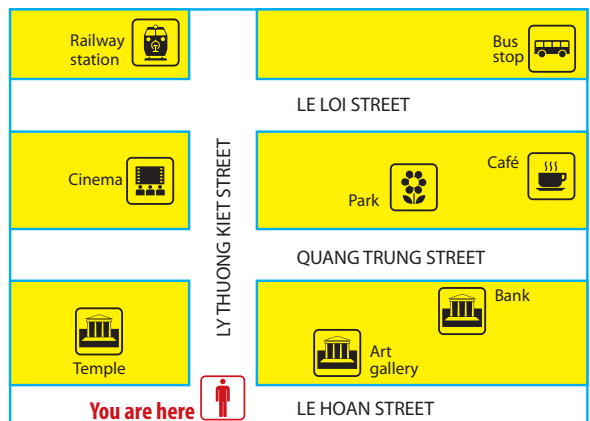 Railway
station
Bus
stop
LE LOI STREET
Cinema
LY THUONG KIET STREET
Park
Café
QUANG TRUNG STREET
Temple
Art
gallery
Bank
You are here
LE HOAN STREET